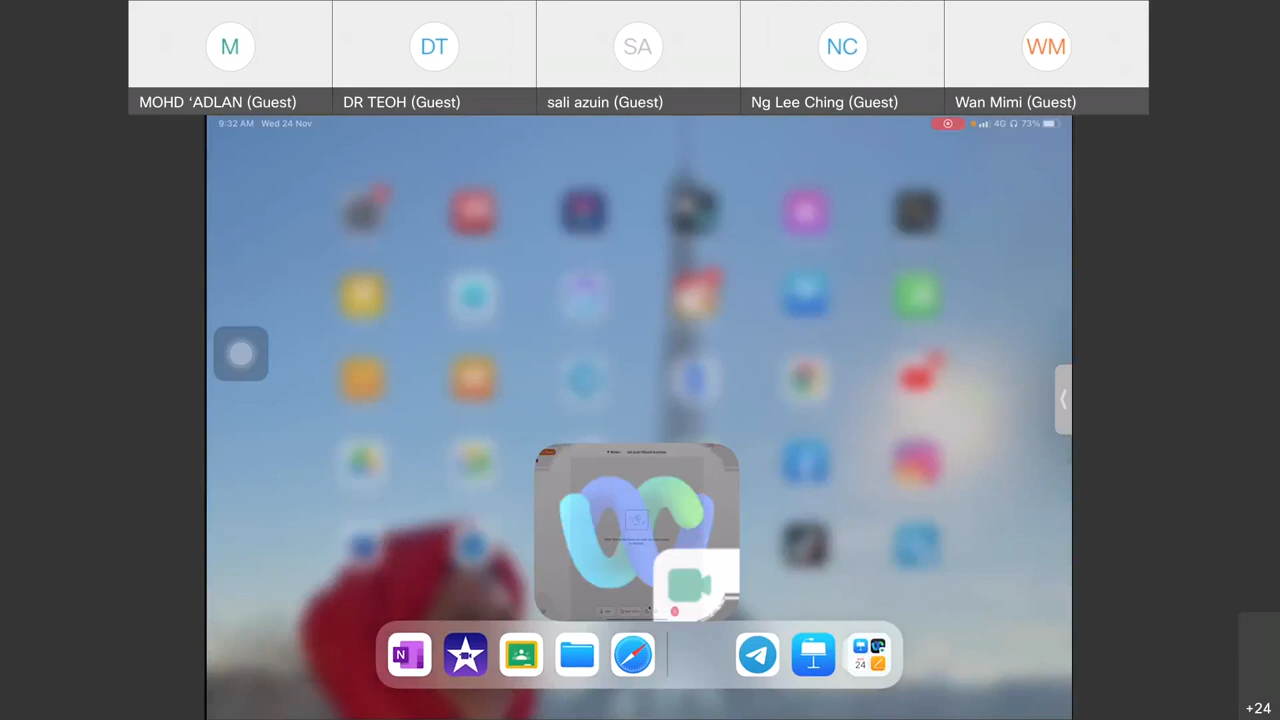 M
DT
SA
NC
WM
MOHD ‘ADLAN (Guest)
DR TEOH (Guest)
sali azuin (Guest)
Ng Lee Ching (Guest)
Wan Mimi (Guest)
9:32 AM Wed 24 Nov
4G 73%
N
24
+24